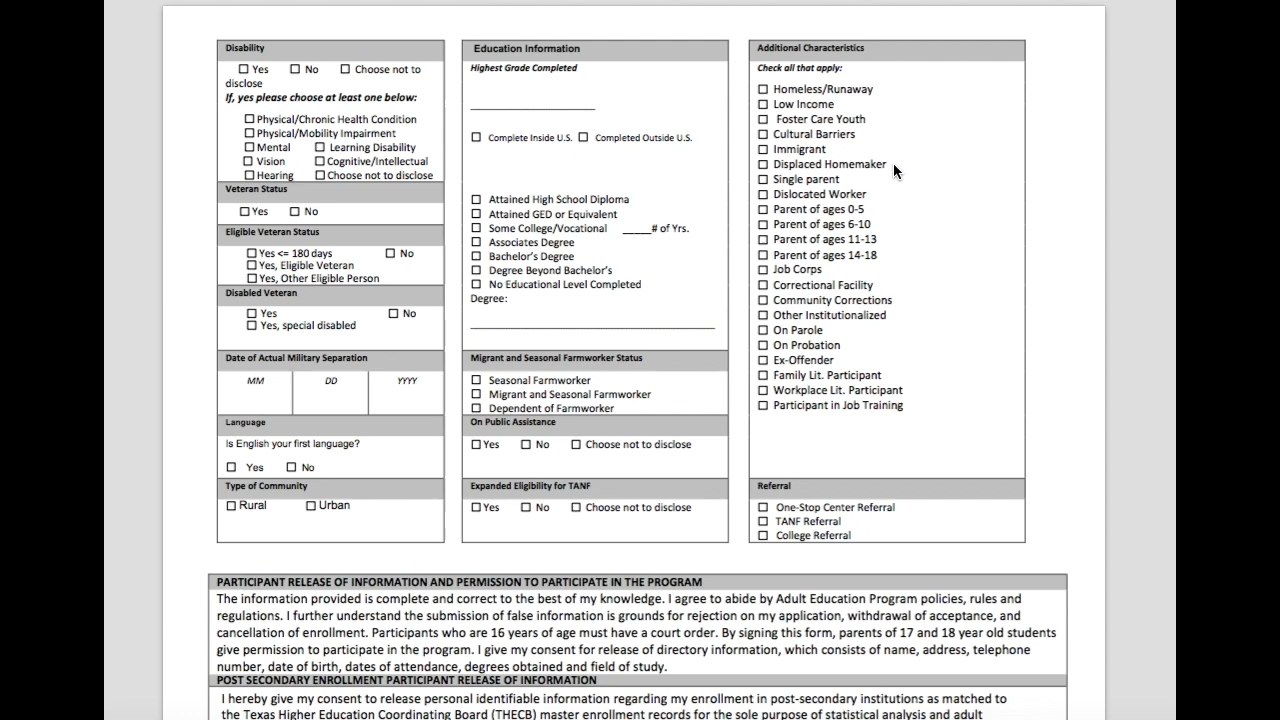 Disability
☐ Yes ☐ No ☐ Choose not to
disclose
If, yes please choose at least one below:
☐ Physical/Chronic Health Condition
☐ Physical/Mobility Impairment
☐ Mental ☐ Learning Disability
☐ Vision ☐ Cognitive/Intellectual
☐ Hearing ☐ Choose not to disclose
Veteran Status
☐ Yes ☐ No
Eligible Veteran Status
☐ Yes <= 180 days ☐ No
☐ Yes, Eligible Veteran
☐ Yes, Other Eligible Person
Disabled Veteran
☐ Yes ☐ No
☐ Yes, special disabled
Date of Actual Military Separation
MM DD YYYY
Language
Is English your first language?
☐ Yes ☐ No
Type of Community
☐ Rural ☐ Urban
Education Information
Highest Grade Completed
____________________
☐ Complete Inside U.S. ☐ Completed Outside U.S.
☐ Attained High School Diploma
☐ Attained GED or Equivalent
☐ Some College/Vocational _____# of Yrs.
☐ Associates Degree
☐ Bachelor's Degree
☐ Degree Beyond Bachelor's
☐ No Educational Level Completed
Degree:
________________________________________
Migrant and Seasonal Farmworker Status
☐ Seasonal Farmworker
☐ Migrant and Seasonal Farmworker
☐ Dependent of Farmworker
On Public Assistance
☐ Yes ☐ No ☐ Choose not to disclose
Expanded Eligibility for TANF
☐ Yes ☐ No ☐ Choose not to disclose
Additional Characteristics
Check all that apply:
☐ Homeless/Runaway
☐ Low Income
☐ Foster Care Youth
☐ Cultural Barriers
☐ Immigrant
☐ Displaced Homemaker
☐ Single parent
☐ Dislocated Worker
☐ Parent of ages 0-5
☐ Parent of ages 6-10
☐ Parent of ages 11-13
☐ Parent of ages 14-18
☐ Job Corps
☐ Correctional Facility
☐ Community Corrections
☐ Other Institutionalized
☐ On Parole
☐ On Probation
☐ Ex-Offender
☐ Family Lit. Participant
☐ Workplace Lit. Participant
☐ Participant in Job Training
Referral
☐ One-Stop Center Referral
☐ TANF Referral
☐ College Referral
PARTICIPANT RELEASE OF INFORMATION AND PERMISSION TO PARTICIPATE IN THE PROGRAM
The information provided is complete and correct to the best of my knowledge. I agree to abide by Adult Education Program policies, rules and
regulations. I further understand the submission of false information is grounds for rejection on my application, withdrawal of acceptance, and
cancellation of enrollment. Participants who are 16 years of age must have a court order. By signing this form, parents of 17 and 18 year old students
give permission to participate in the program. I give my consent for release of directory information, which consists of name, address, telephone
number, date of birth, dates of attendance, degrees obtained and field of study.
POST SECONDARY ENROLLMENT PARTICIPANT RELEASE OF INFORMATION
I hereby give my consent to release personal identifiable information regarding my enrollment in post-secondary institutions as matched to
the Texas Higher Education Coordinating Board (THECB) master enrollment records for the sole purpose of statistical analysis and adult